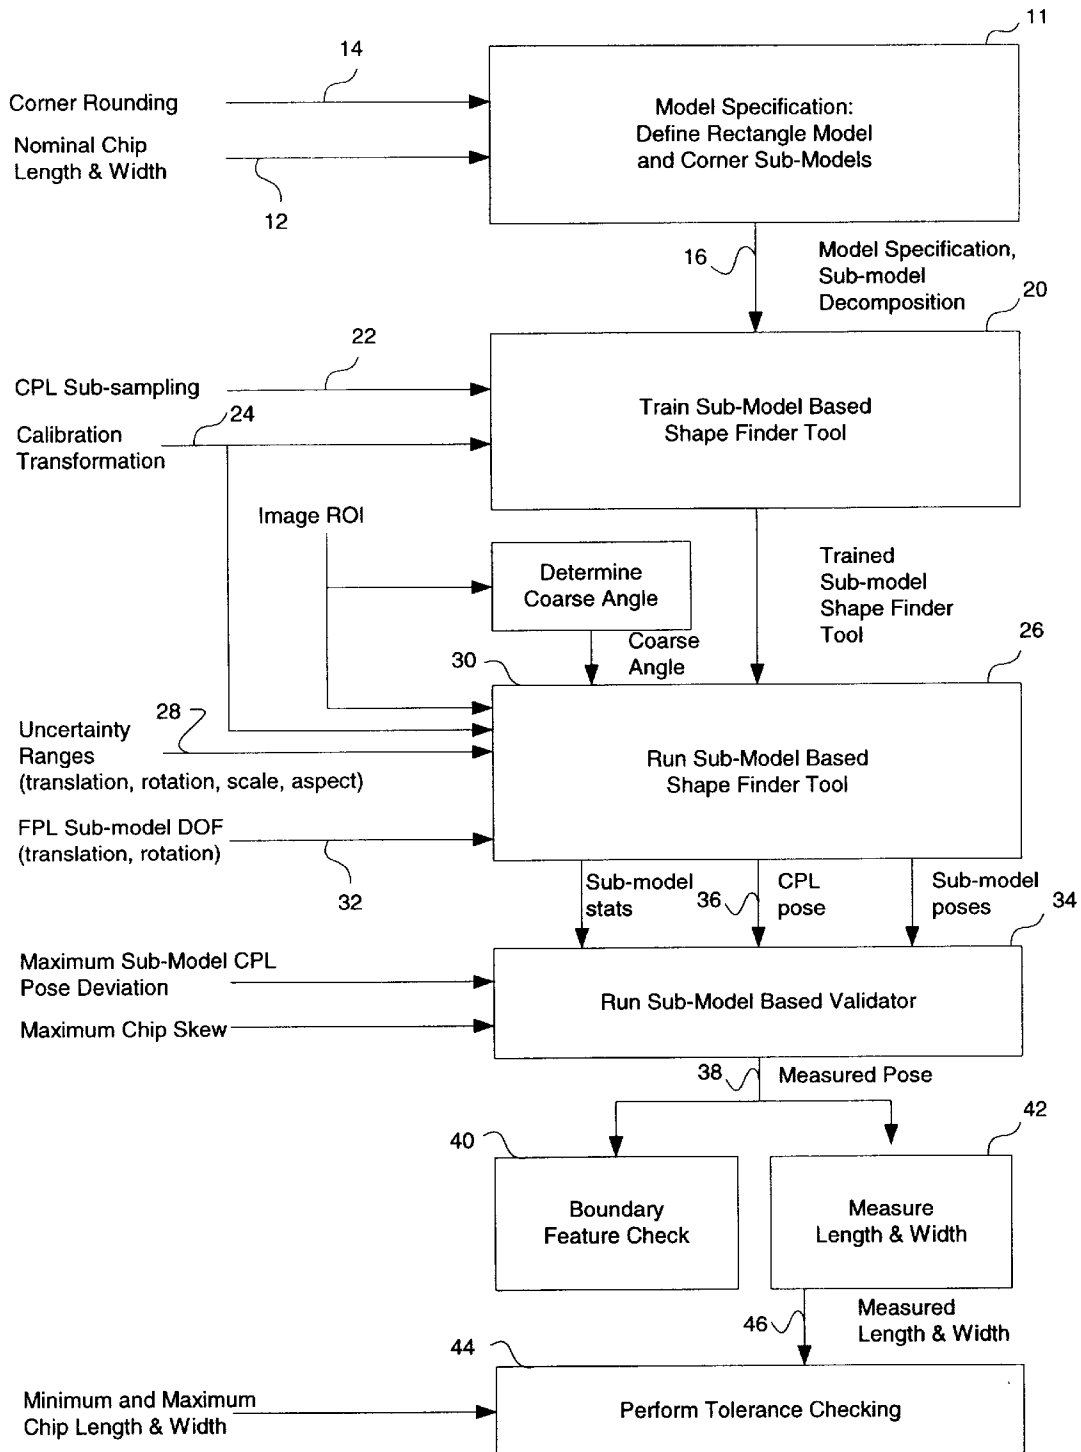 11
14
Corner Rounding
Model Specification:
Define Rectangle Model
and Corner Sub-Models
Nominal Chip
Length & Width
12
16
Model Specification,
Sub-model
Decomposition
20
22
CPL Sub-sampling
Train Sub-Model Based
Shape Finder Tool
24
Calibration
Transformation
Image ROI
Determine
Coarse Angle
Trained
Sub-model
Shape Finder
Tool
Coarse
Angle
30
26
28
Uncertainty
Ranges
(translation, rotation, scale, aspect)
Run Sub-Model Based
Shape Finder Tool
FPL Sub-model DOF
(translation, rotation)
32
Sub-model
stats
36
CPL
pose
Sub-model
poses
34
Maximum Sub-Model CPL
Pose Deviation
Run Sub-Model Based Validator
Maximum Chip Skew
38
Measured Pose
40
42
Boundary
Feature Check
Measure
Length & Width
46
Measured
Length & Width
44
Minimum and Maximum
Chip Length & Width
Perform Tolerance Checking